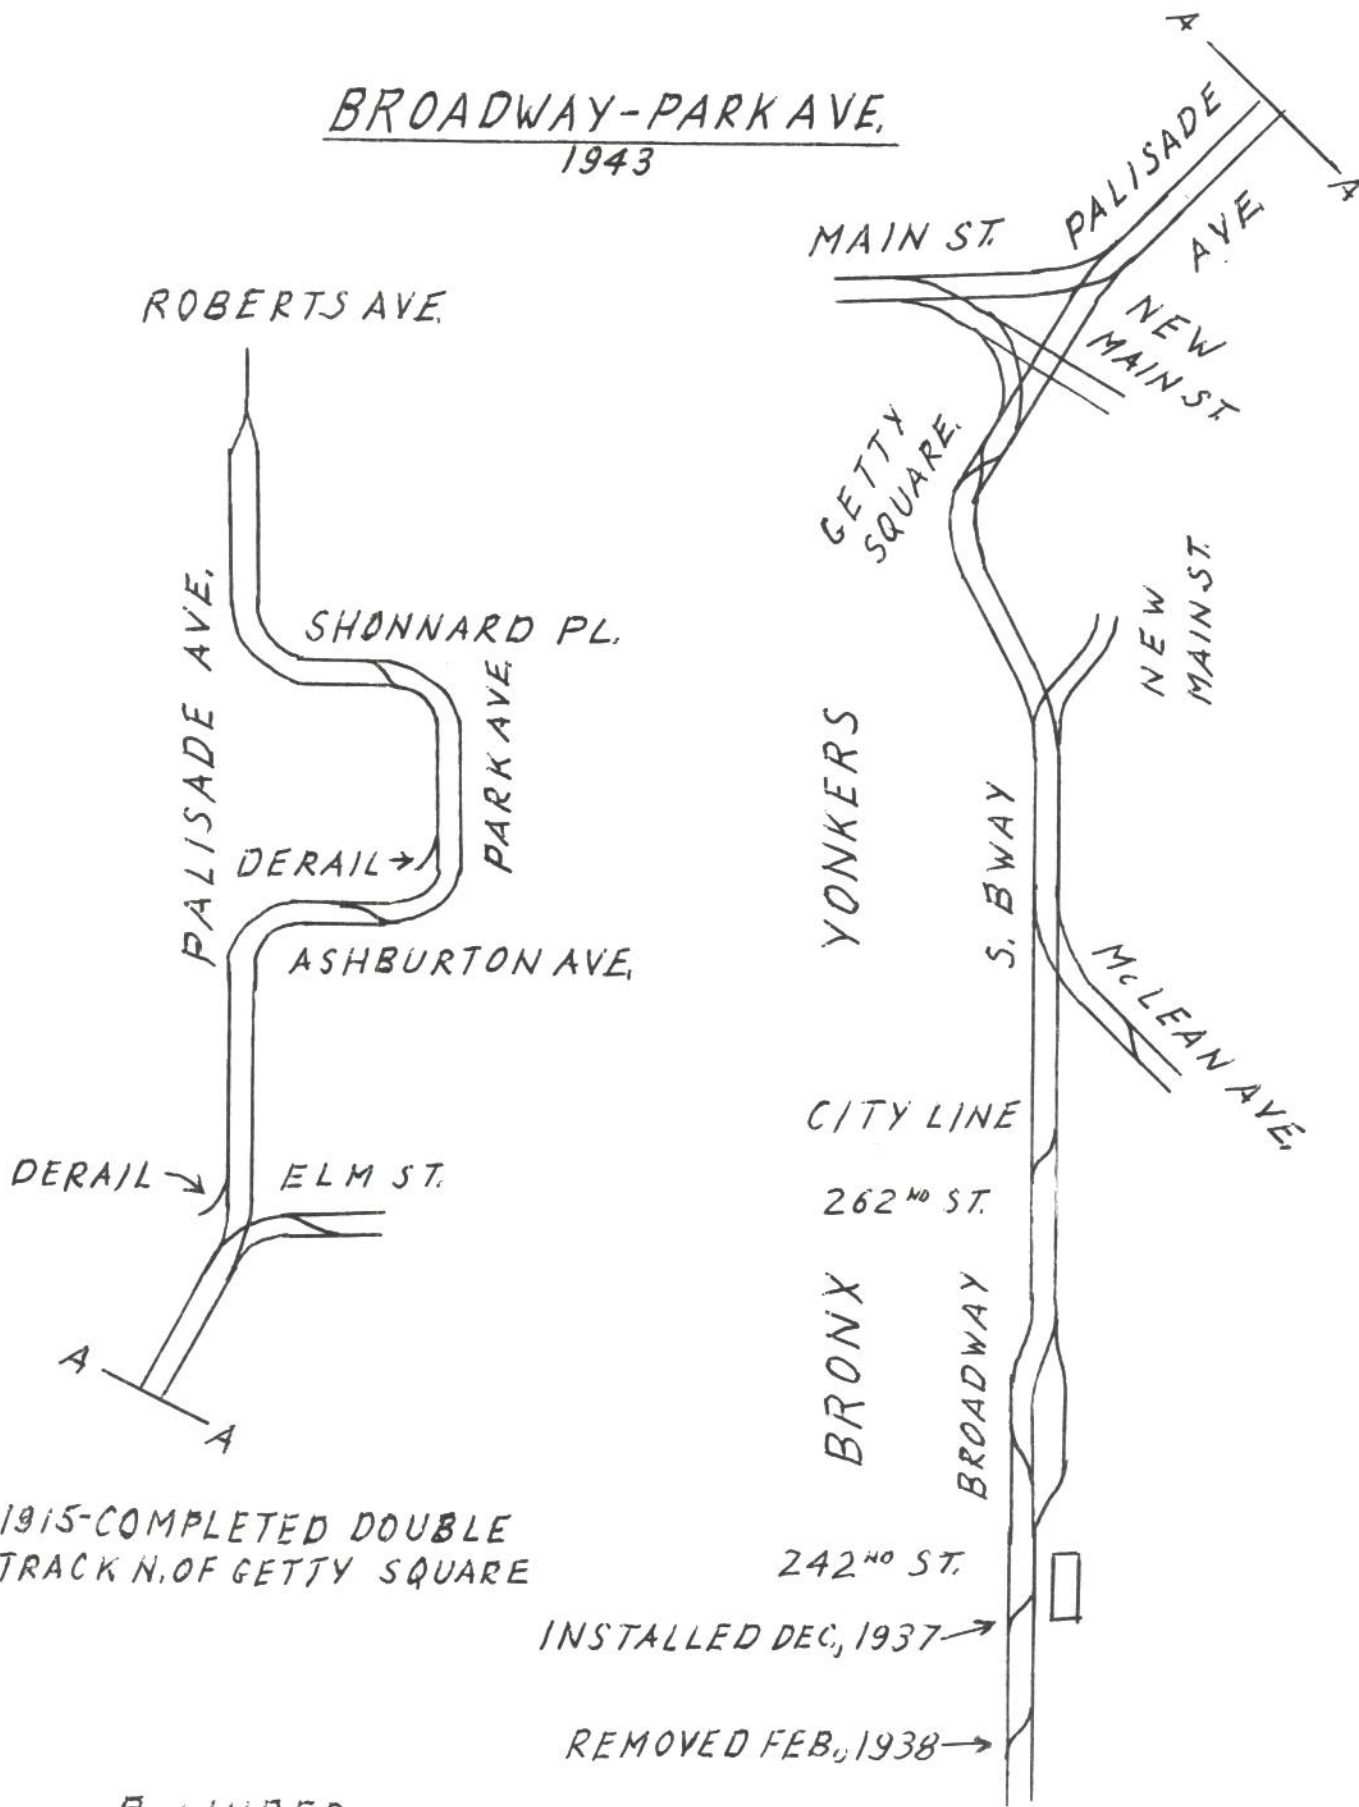 BROADWAY-PARK AVE.
1943
A
A
PALISADE
AVE.
MAIN ST.
NEW
MAIN ST.
ROBERTS AVE.
GETTY
SQUARE.
PALISADE AVE.
SHONNARD PL.
PARK AVE.
NEW
MAIN ST.
YONKERS
S. BWAY
DERAIL
ASHBURTON AVE.
McLEAN AVE.
CITY LINE
DERAIL
ELM ST.
262ND ST.
BRONX
BROADWAY
A
A
1915-COMPLETED DOUBLE
TRACK N. OF GETTY SQUARE
242ND ST.
INSTALLED DEC., 1937
REMOVED FEB., 1938